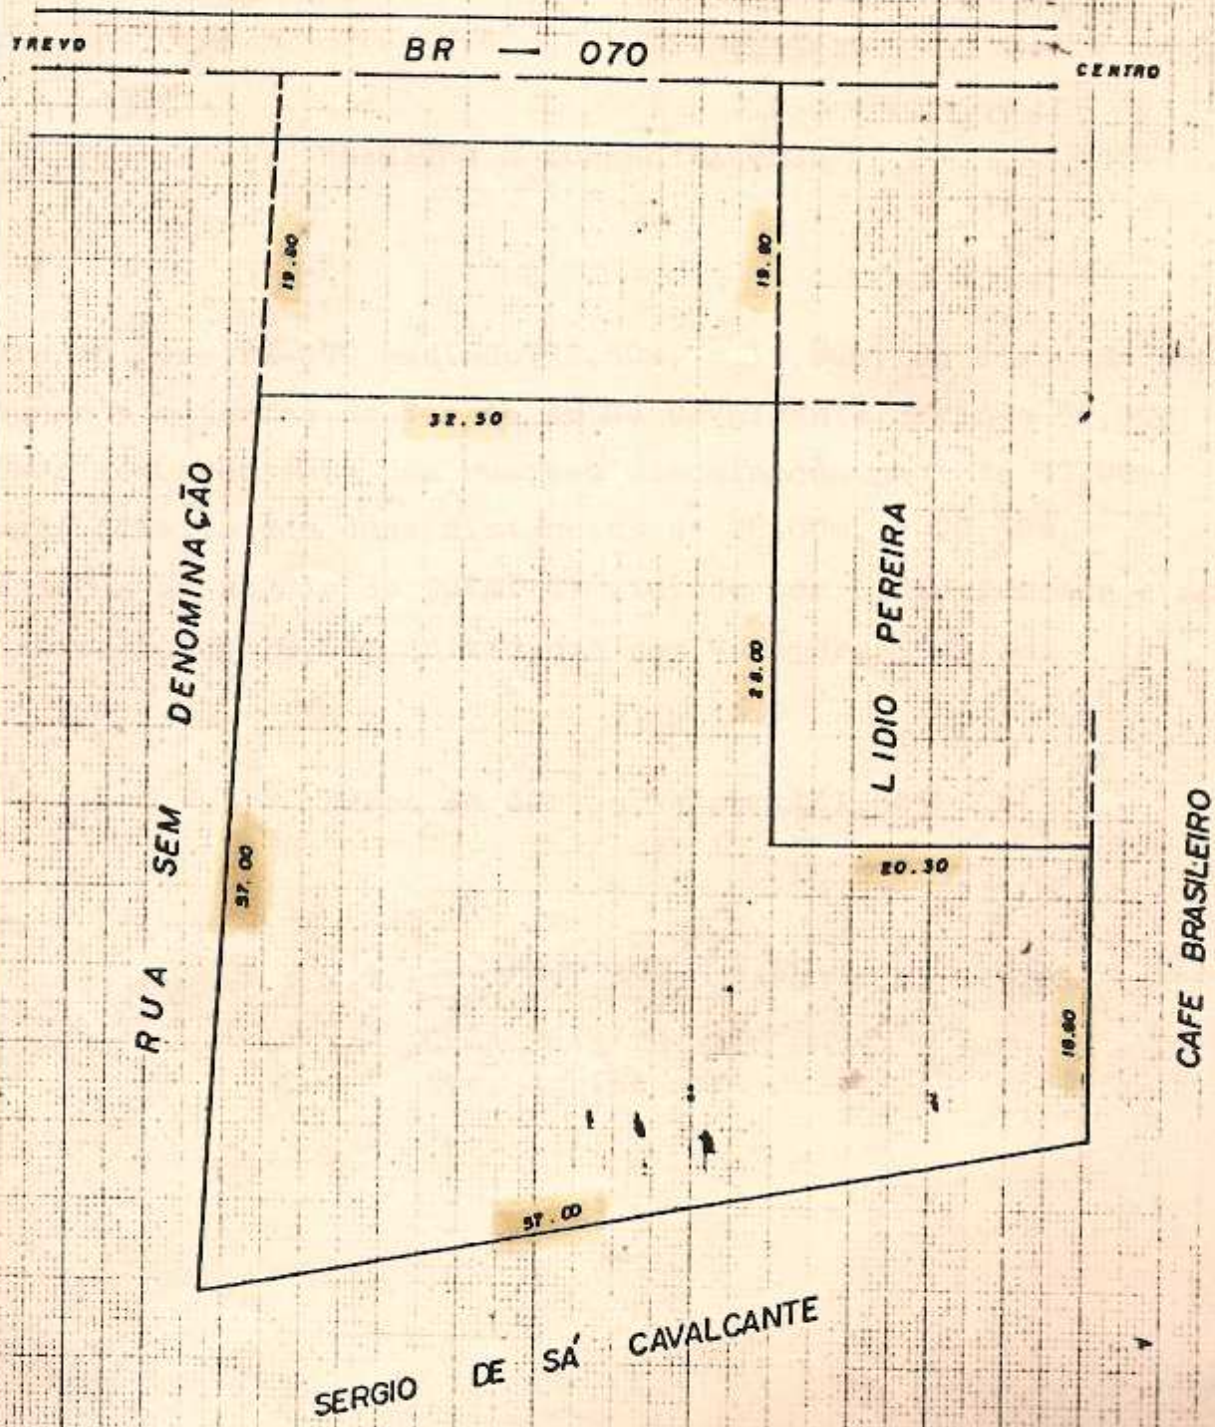 TREVO
BR — 070
CENTRO
19.80
19.80
32.50
RUA SEM DENOMINAÇÃO
28.00
LIDIO PEREIRA
57.00
20.30
18.80
CAFE BRASILEIRO
57.00
SERGIO DE SÁ CAVALCANTE